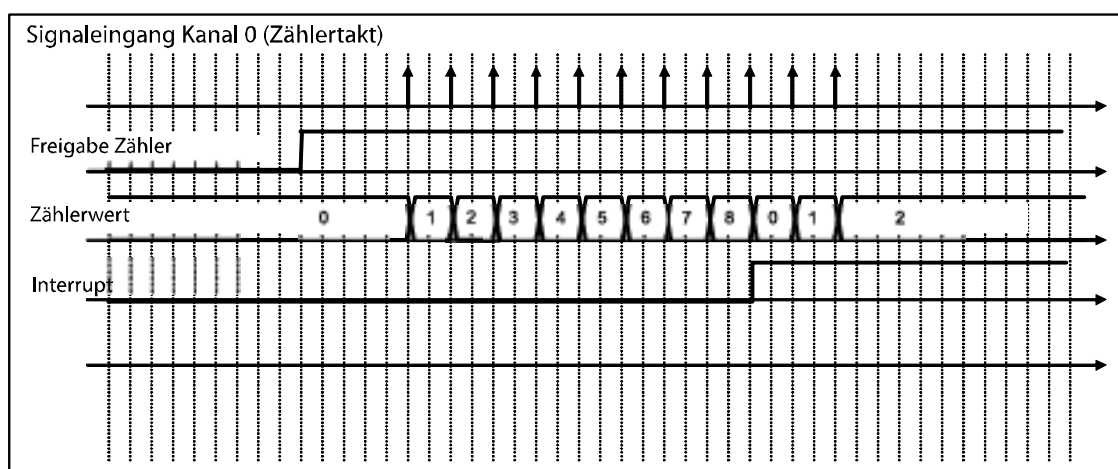 Signaleingang Kanal 0 (Zählertakt)
Freigabe Zähler
Zählerwert 0 1 2 3 4 5 6 7 8 0 1 2
Interrupt